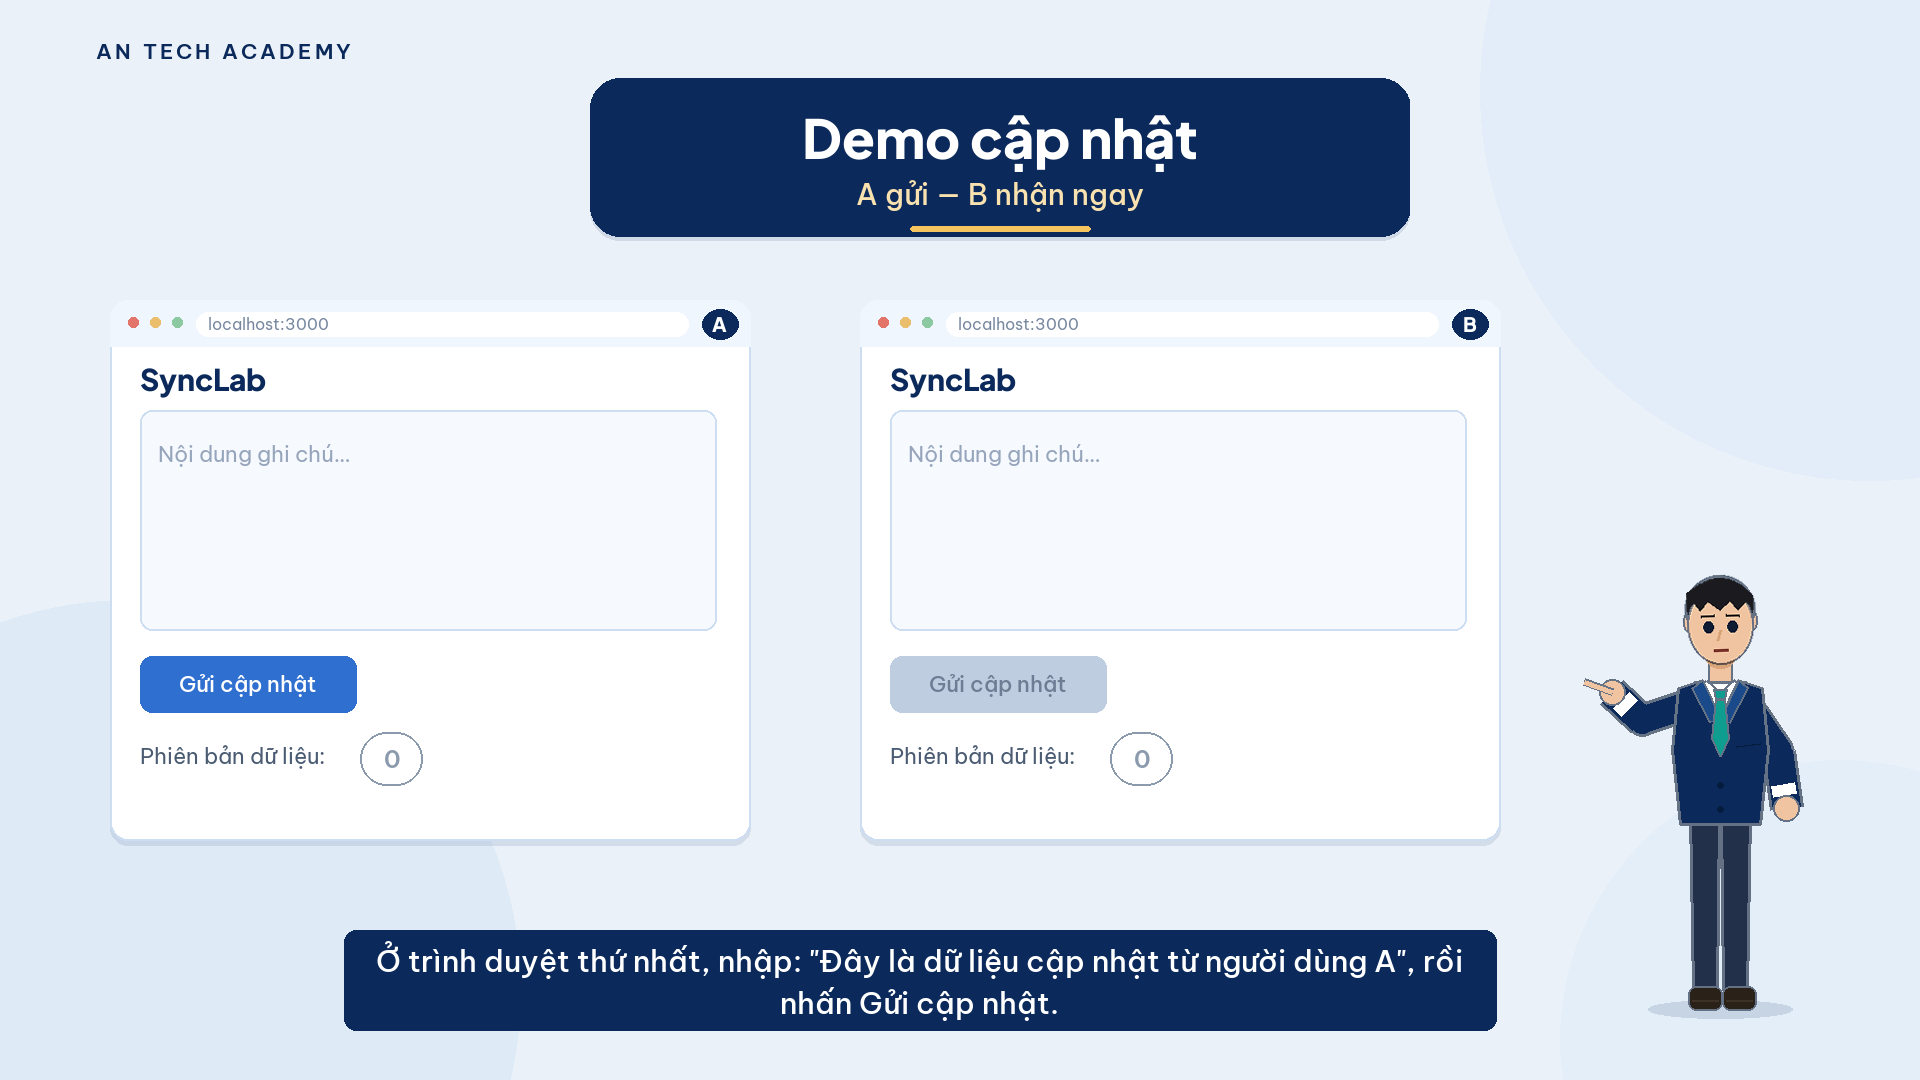 AN TECH ACADEMY
Demo cập nhật
A gửi – B nhận ngay
localhost:3000
A
SyncLab
Nội dung ghi chú...
Gửi cập nhật
Phiên bản dữ liệu:
0
localhost:3000
B
SyncLab
Nội dung ghi chú...
Gửi cập nhật
Phiên bản dữ liệu:
0
Ở trình duyệt thứ nhất, nhập: "Đây là dữ liệu cập nhật từ người dùng A", rồi
nhấn Gửi cập nhật.